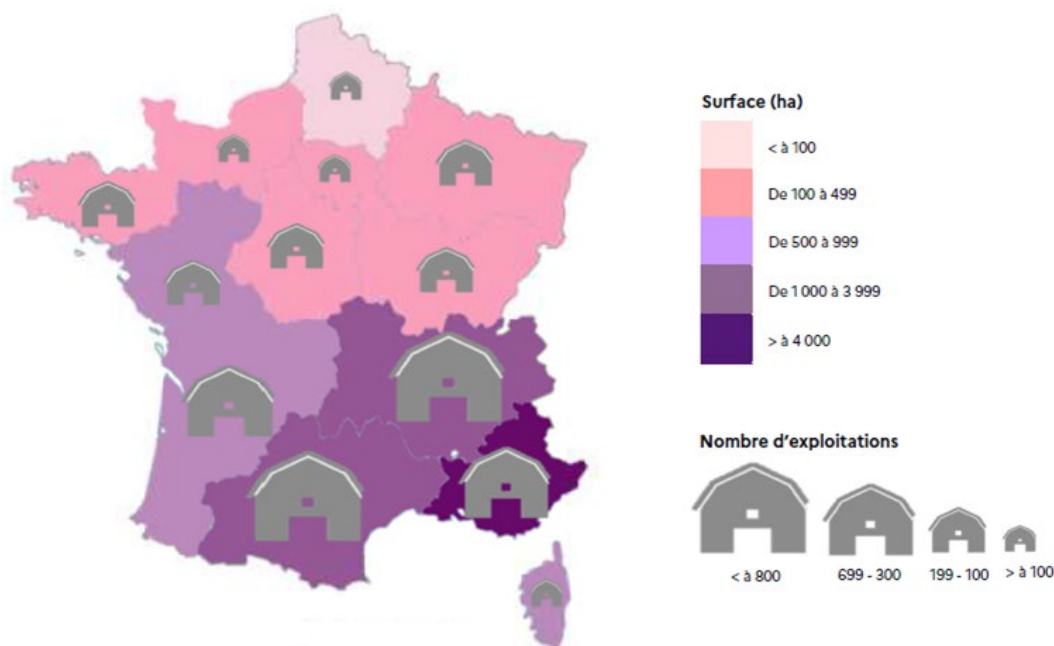 Surface (ha)
< à 100
De 100 à 499
De 500 à 999
De 1 000 à 3 999
> à 4 000
Nombre d'exploitations
< à 800
699 - 300
199 - 100
> à 100